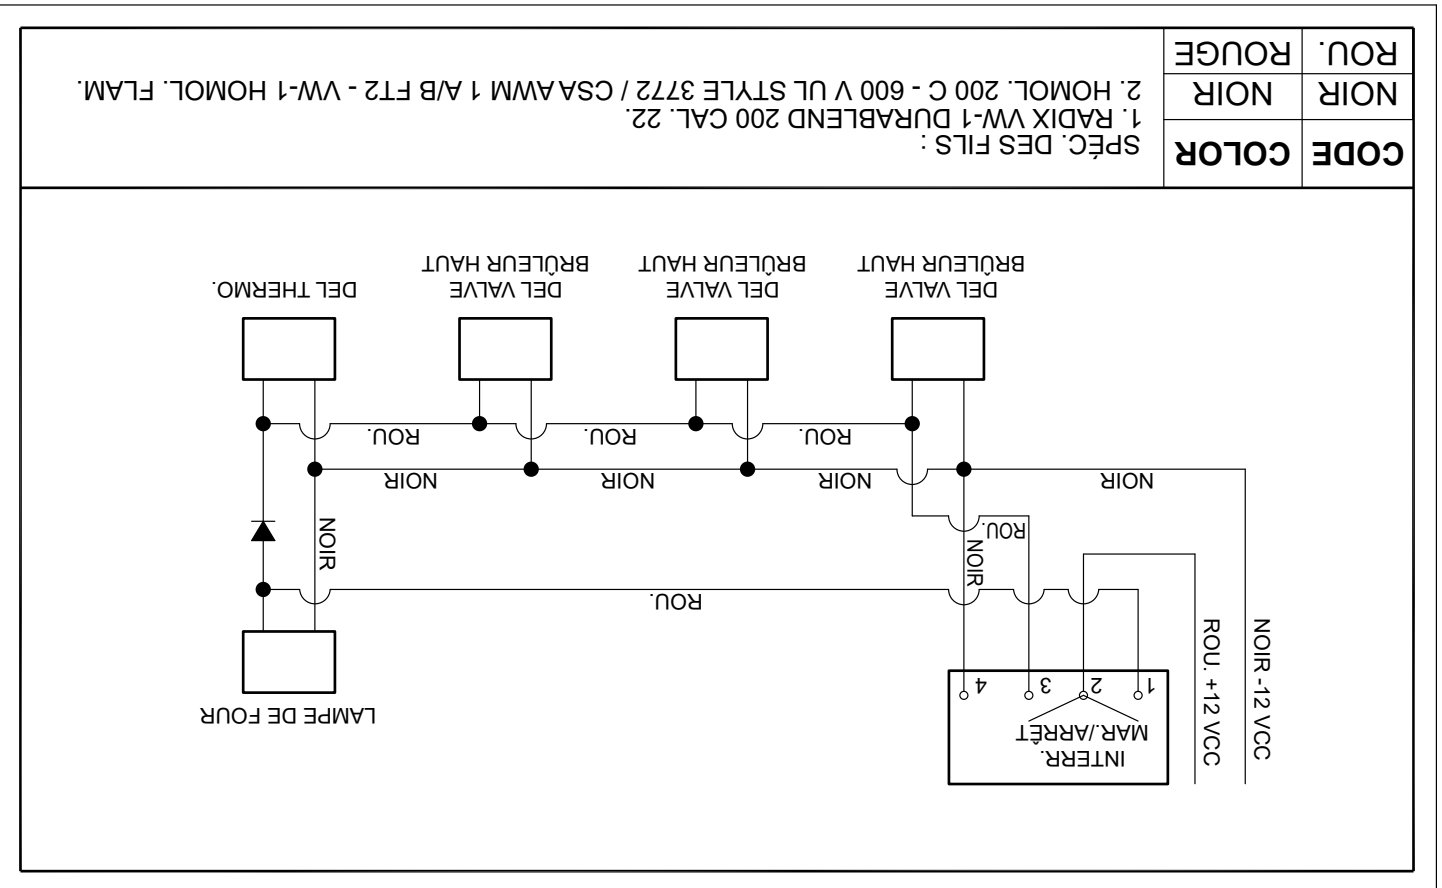 NOIR -12 VCC
ROU. +12 VCC
INTERR.
MAR./ARRÊT
1 2 3 4
LAMPE DE FOUR
ROU.
NOIR
ROU.
NOIR
NOIR
NOIR
NOIR
NOIR
ROU.
ROU.
ROU.
DEL VALVE
BRÛLEUR HAUT
DEL VALVE
BRÛLEUR HAUT
DEL VALVE
BRÛLEUR HAUT
DEL THERMO.
CODE COLOR
NOIR NOIR
ROU. ROUGE
SPÉC. DES FILS :
1. RADIX VW-1 DURABLEND 200 CAL. 22.
2. HOMOL. 200 C - 600 V UL STYLE 3772 / CSA AWM 1 A/B FT2 - VW-1 HOMOL. FLAM.